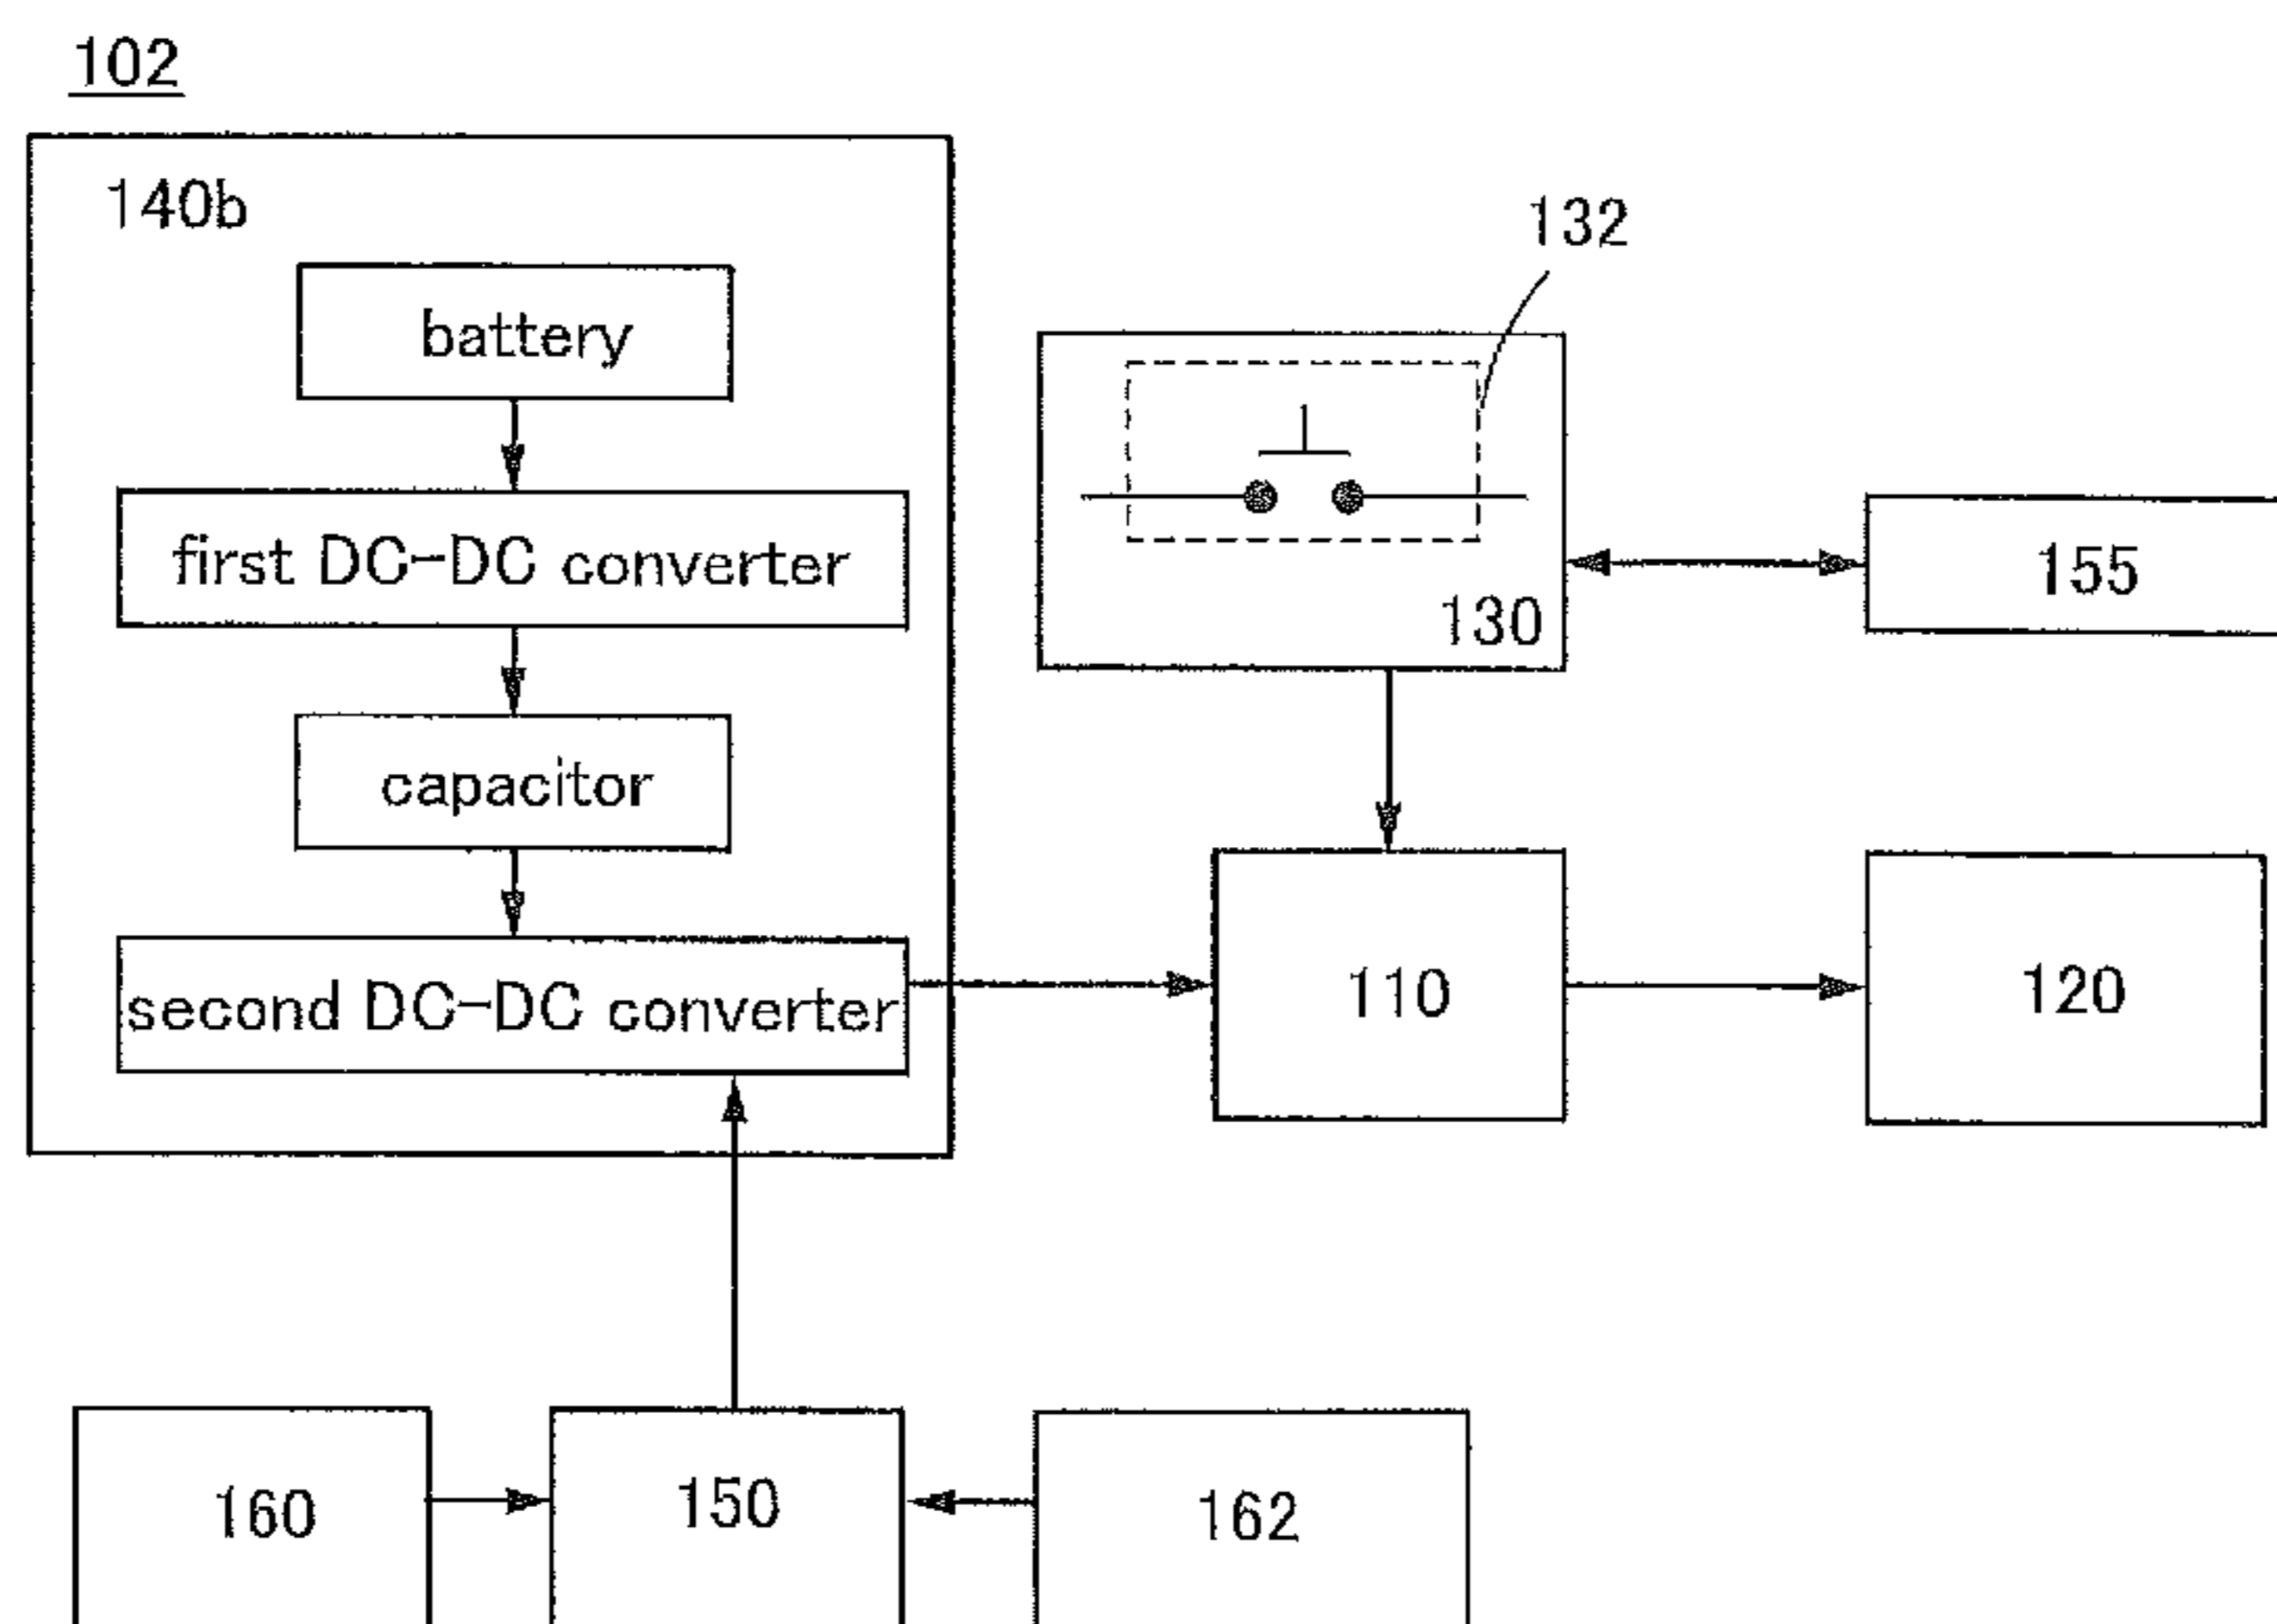 102
140b
battery
first DC-DC converter
capacitor
second DC-DC converter
132
130
155
110
120
160
150
162